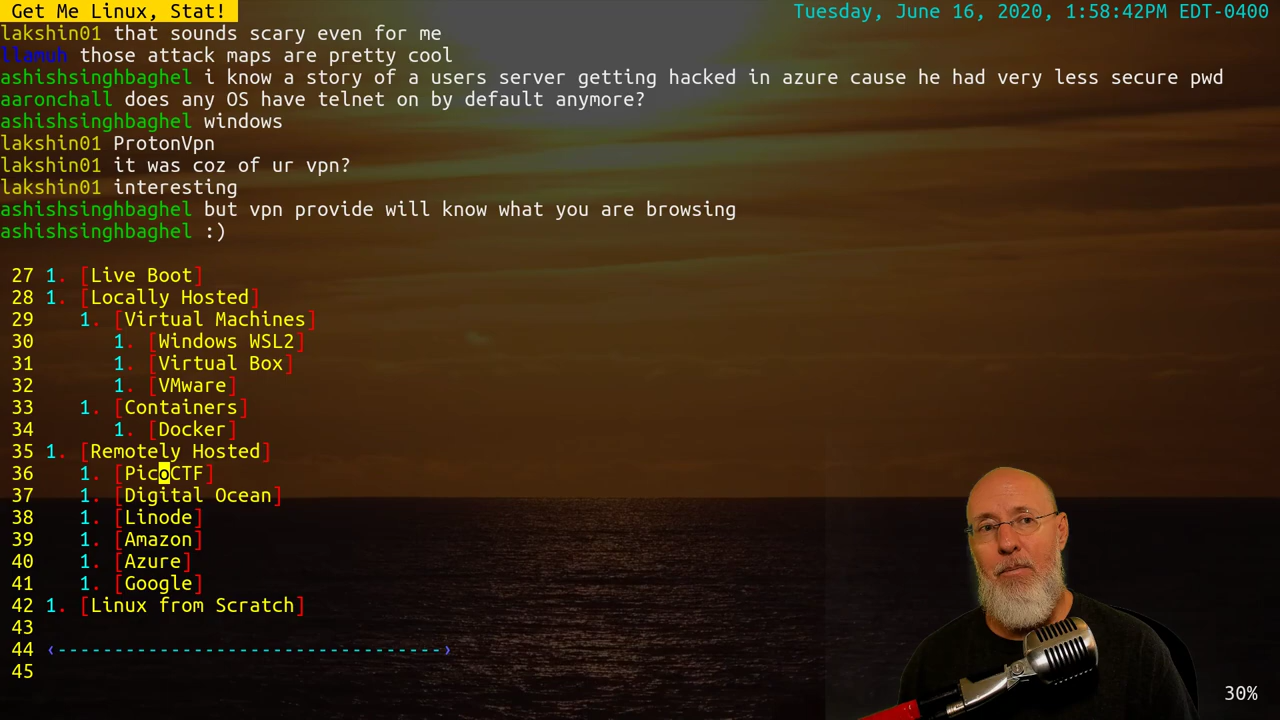 Get Me Linux, Stat!
Tuesday, June 16, 2020, 1:58:42PM EDT-0400
lakshin01 that sounds scary even for me
llamuh those attack maps are pretty cool
ashishsinghbaghel i know a story of a users server getting hacked in azure cause he had very less secure pwd
aaronchall does any OS have telnet on by default anymore?
ashishsinghbaghel windows
lakshin01 ProtonVpn
lakshin01 it was coz of ur vpn?
lakshin01 interesting
ashishsinghbaghel but vpn provide will know what you are browsing
ashishsinghbaghel :)
27 1. [Live Boot]
28 1. [Locally Hosted]
29 1. [Virtual Machines]
30 1. [Windows WSL2]
31 1. [Virtual Box]
32 1. [VMware]
33 1. [Containers]
34 1. [Docker]
35 1. [Remotely Hosted]
36 1. [PicoCTF]
37 1. [Digital Ocean]
38 1. [Linode]
39 1. [Amazon]
40 1. [Azure]
41 1. [Google]
42 1. [Linux from Scratch]
43
44 ‹----------------------------------›
45
30%